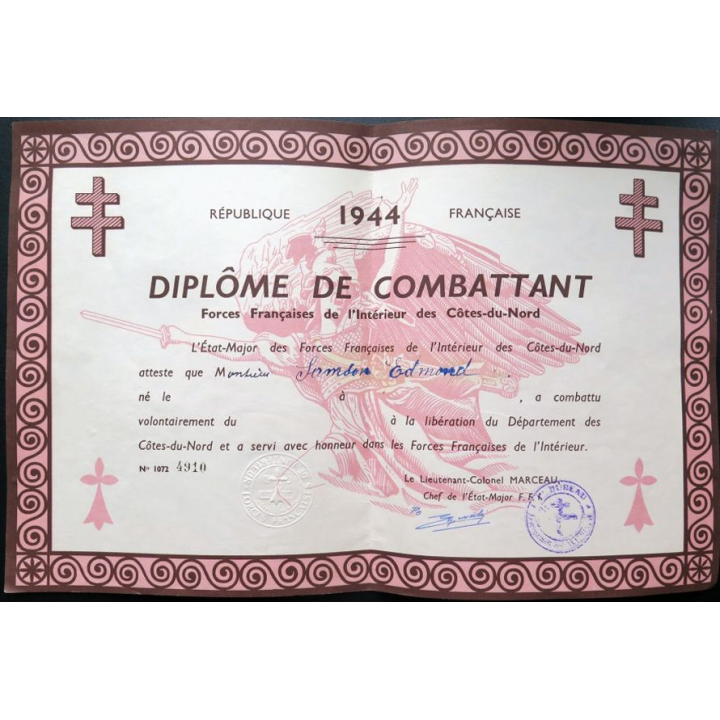 RÉPUBLIQUE 1944 FRANÇAISE
DIPLÔME DE COMBATTANT
Forces Françaises de l'Intérieur des Côtes-du-Nord
L'État-Major des Forces Françaises de l'Intérieur des Côtes-du-Nord
atteste que Monsieur Samson Edmond
né le à , a combattu
volontairement du à la libération du Département des
Côtes-du-Nord et a servi avec honneur dans les Forces Françaises de l'Intérieur.
N° 1072 4910
Le Lieutenant-Colonel MARCEAU,
Chef de l'État-Major F. F. I.
Po
BUREAU